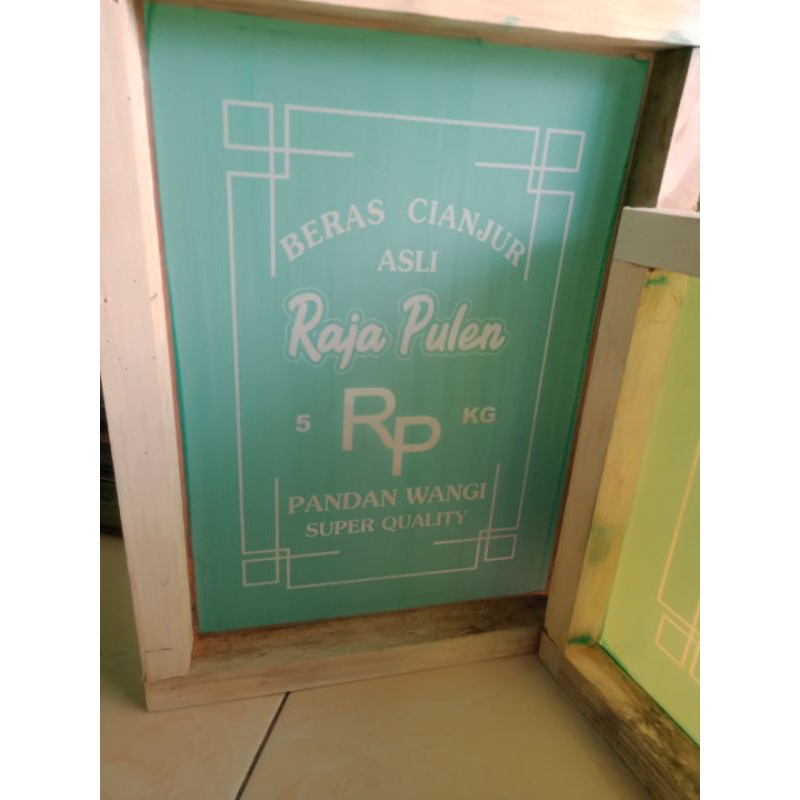 BERAS CIANJUR
ASLI
Raja Pulen
5 RP KG
PANDAN WANGI
SUPER QUALITY